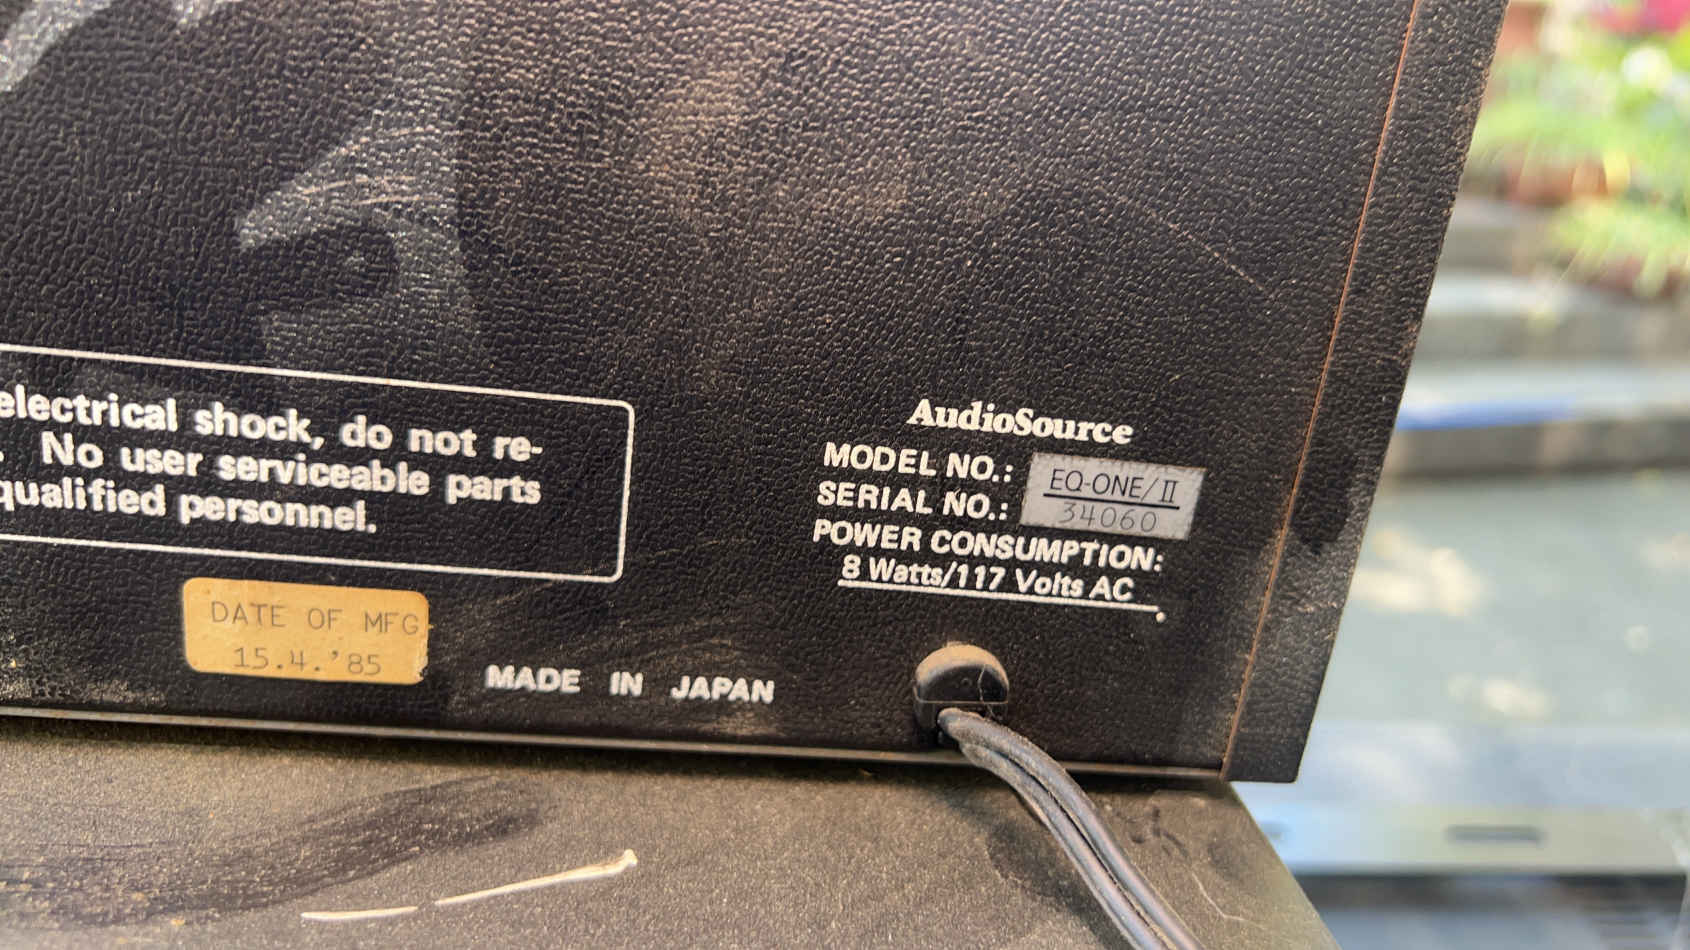 electrical shock, do not re-
. No user serviceable parts
qualified personnel.
AudioSource
MODEL NO.: EQ-ONE/II
SERIAL NO.: 34060
POWER CONSUMPTION:
8 Watts/117 Volts AC
DATE OF MFG.
15.4.'85
MADE IN JAPAN